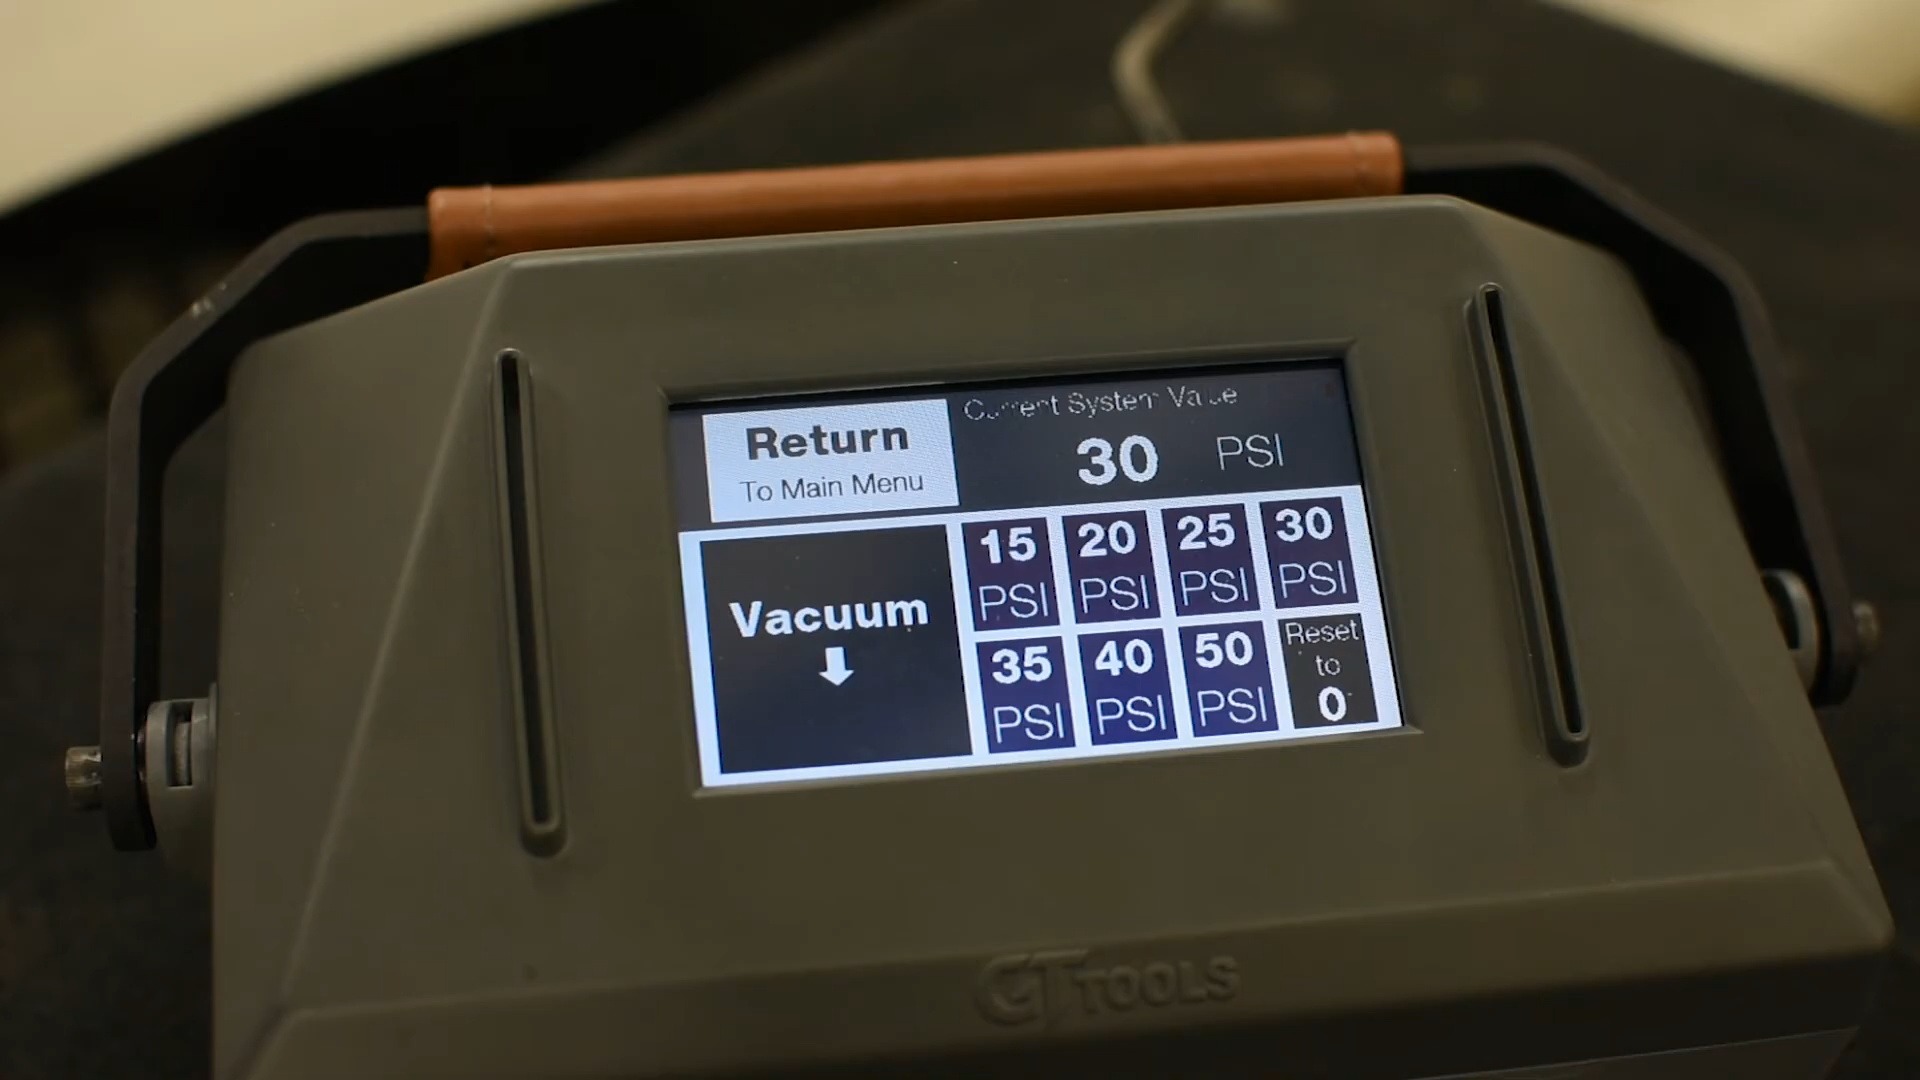 Return
To Main Menu
Current System Value
30 PSI
Vacuum
15 PSI
20 PSI
25 PSI
30 PSI
35 PSI
40 PSI
50 PSI
Reset
to
0
GT TOOLS